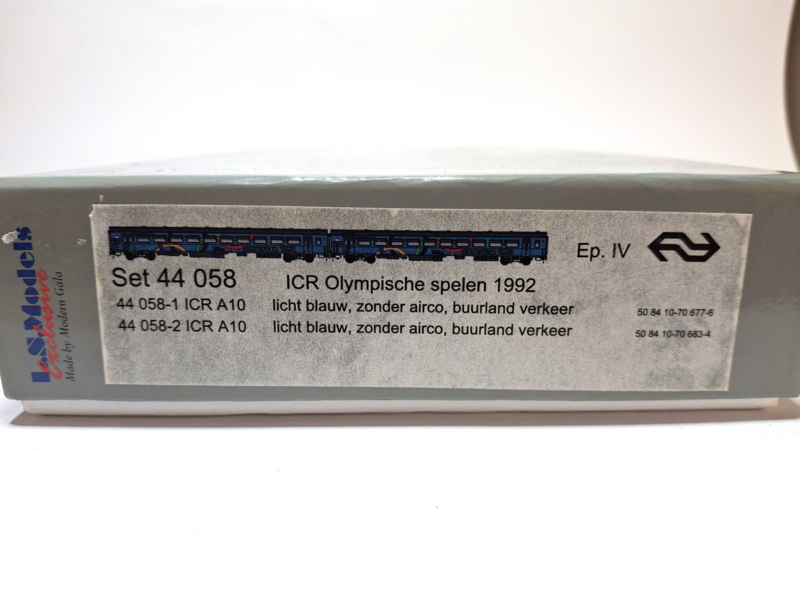 L.S.Models
exclusive
Made by Modern Gala
Ep. IV
Set 44 058 ICR Olympische spelen 1992
44 058-1 ICR A10 licht blauw, zonder airco, buurland verkeer 50 84 10-70 677-6
44 058-2 ICR A10 licht blauw, zonder airco, buurland verkeer 50 84 10-70 683-4